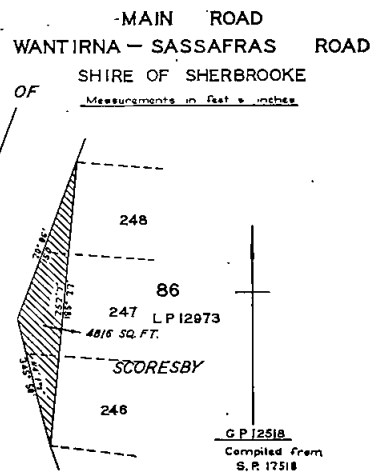 MAIN ROAD
WANTIRNA - SASSAFRAS ROAD
SHIRE OF SHERBROOKE
Measurements in feet & inches
OF
248
86
247 L P 12973
4816 SQ. FT.
SCORESBY
246
G P 12518
Compiled from
S. P. 17518